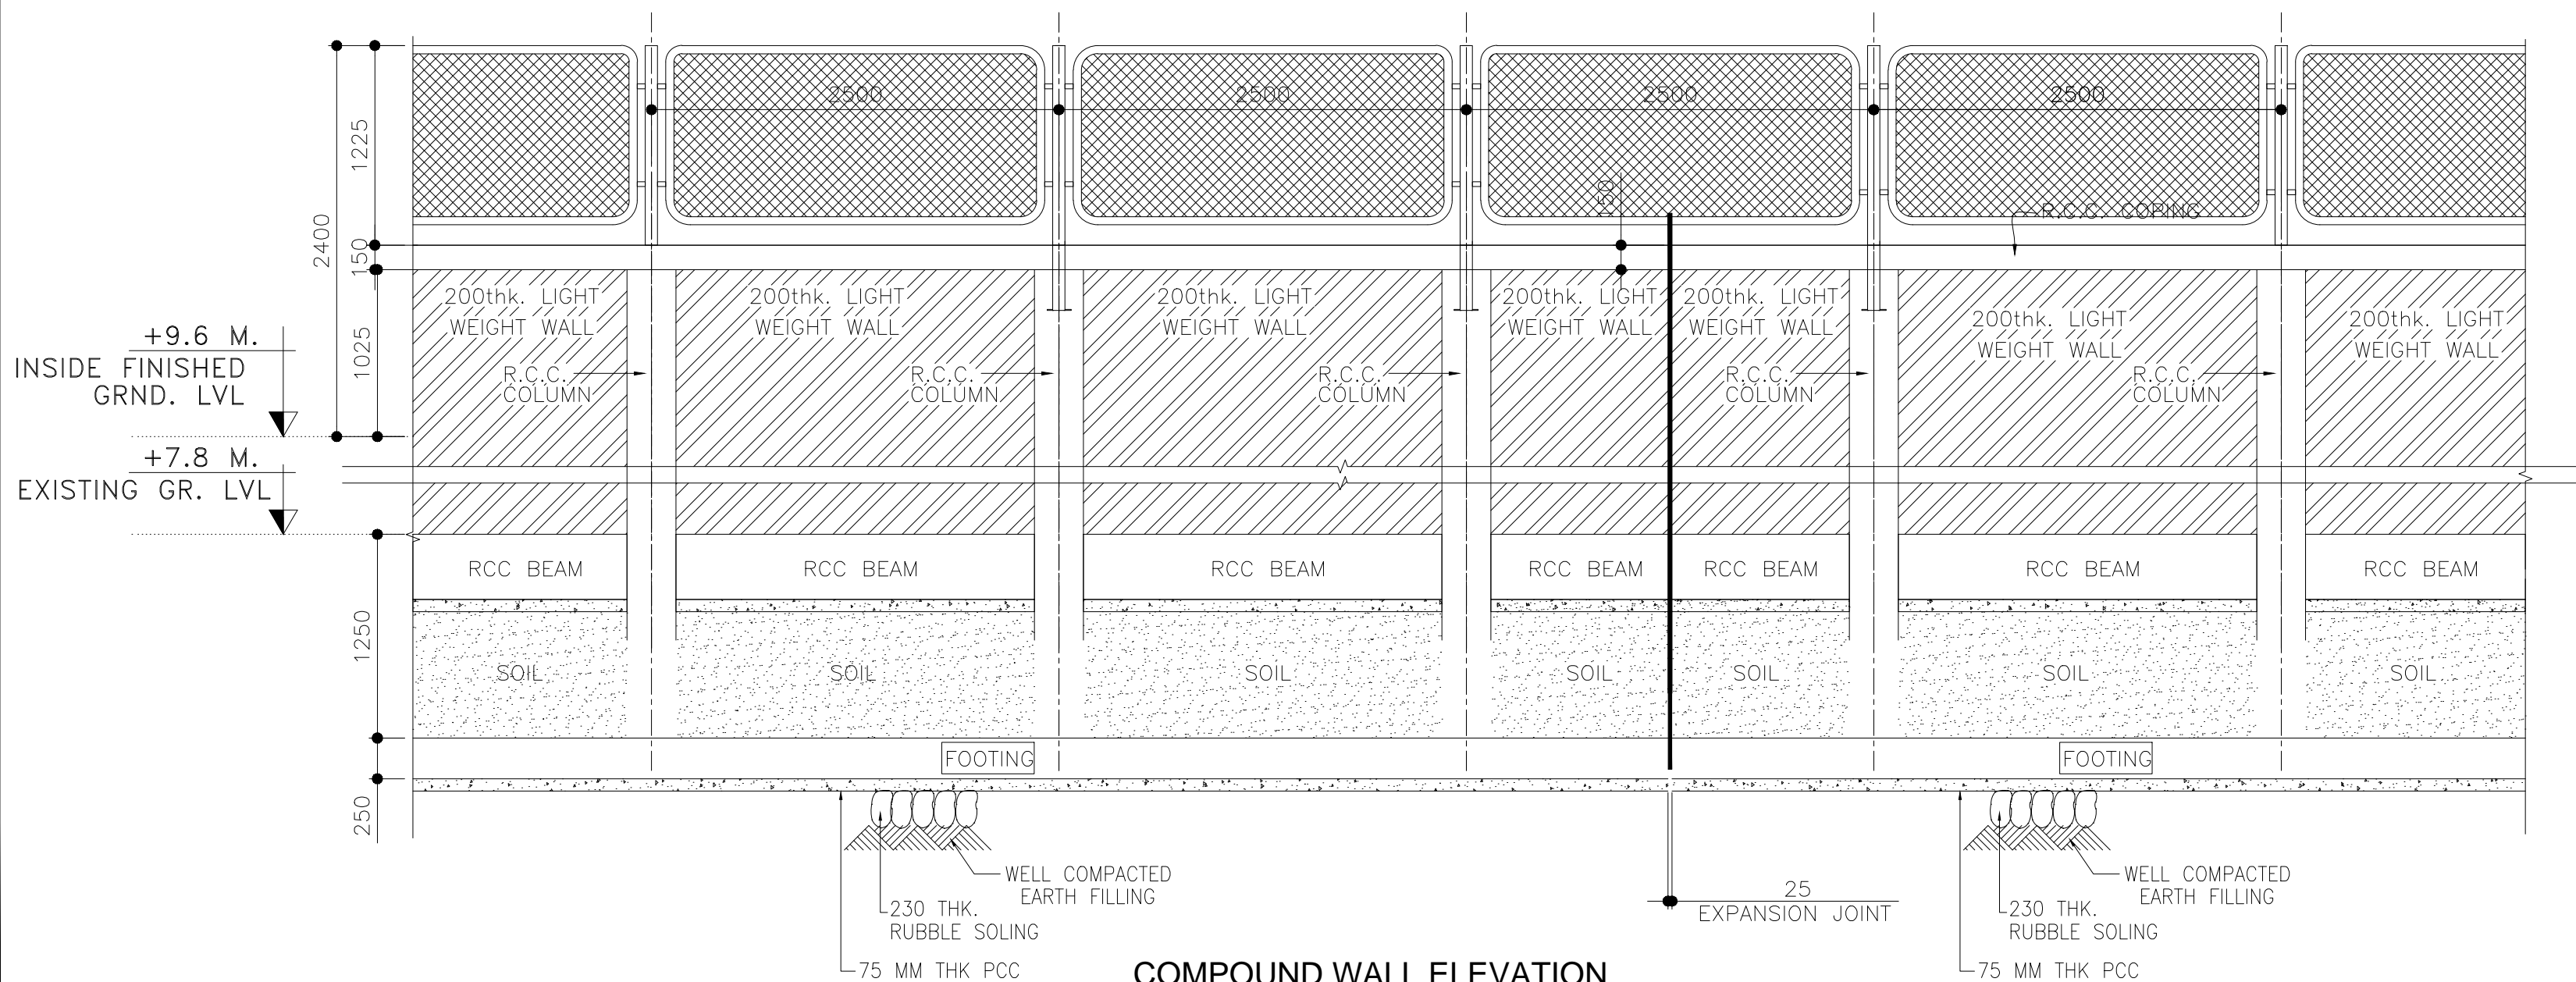 2500
2500
2500
2500
1225
2400
150
150
R.C.C. COPING
1025
200thk. LIGHT
WEIGHT WALL
200thk. LIGHT
WEIGHT WALL
200thk. LIGHT
WEIGHT WALL
200thk. LIGHT
WEIGHT WALL
200thk. LIGHT
WEIGHT WALL
200thk. LIGHT
WEIGHT WALL
200thk. LIGHT
WEIGHT WALL
+9.6 M.
INSIDE FINISHED
GRND. LVL
R.C.C.
COLUMN
R.C.C.
COLUMN
R.C.C.
COLUMN
R.C.C.
COLUMN
R.C.C.
COLUMN
+7.8 M.
EXISTING GR. LVL
RCC BEAM
RCC BEAM
RCC BEAM
RCC BEAM
RCC BEAM
RCC BEAM
RCC BEAM
1250
SOIL
SOIL
SOIL
SOIL
SOIL
SOIL
SOIL
FOOTING
FOOTING
250
WELL COMPACTED
EARTH FILLING
230 THK.
RUBBLE SOLING
75 MM THK PCC
25
EXPANSION JOINT
WELL COMPACTED
EARTH FILLING
230 THK.
RUBBLE SOLING
75 MM THK PCC
COMPOUND WALL ELEVATION